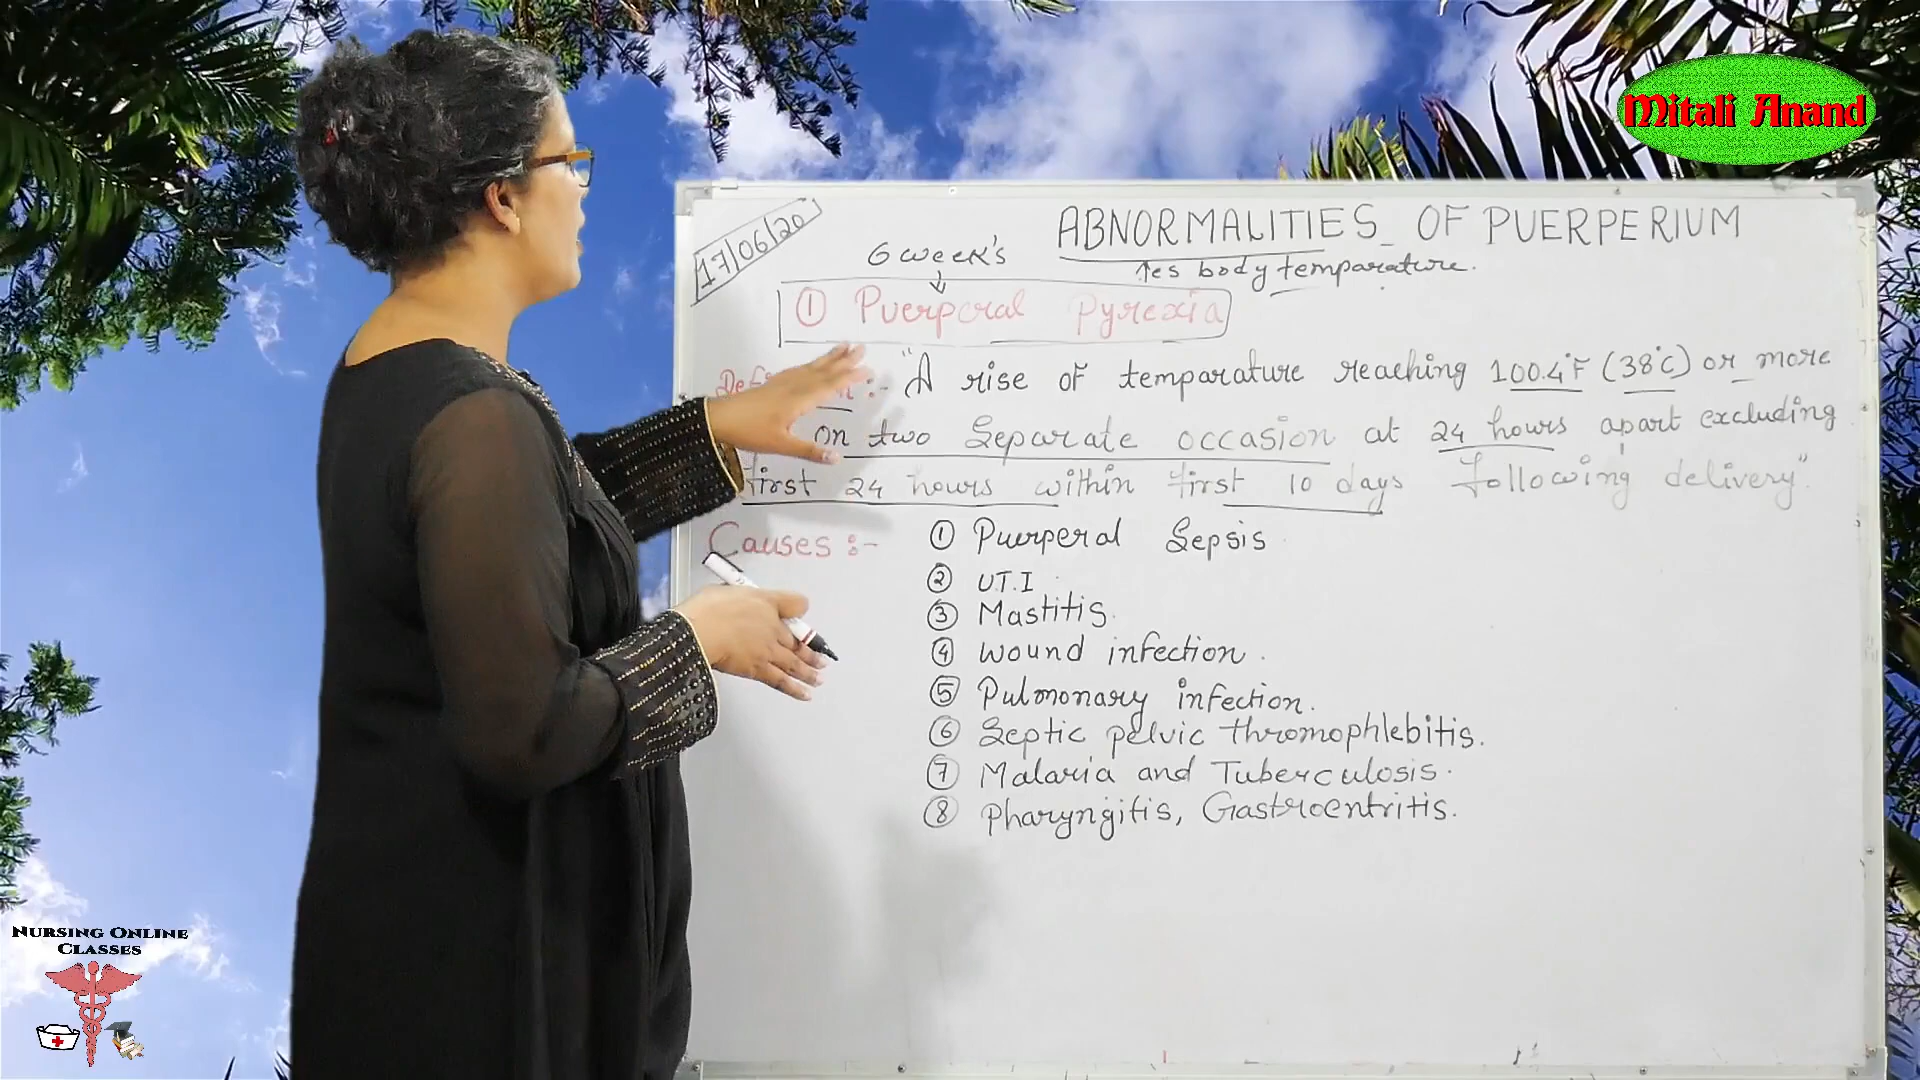 Mitali Anand
17/06/20
ABNORMALITIES OF PUERPERIUM
6 week's
↑es body temparature.
① Puerperal Pyrexia
:- "A rise of temparature reaching 100.4°F (38°C) or more
on two separate occasion at 24 hours apart excluding
first 24 hours within first 10 days following delivery".
Causes :-
① Puerperal Sepsis
② U.T.I
③ Mastitis.
④ Wound infection.
⑤ Pulmonary infection.
⑥ Septic pelvic thromophlebitis.
⑦ Malaria and Tuberculosis.
⑧ Pharyngitis, Gastroentritis.
NURSING ONLINE
CLASSES